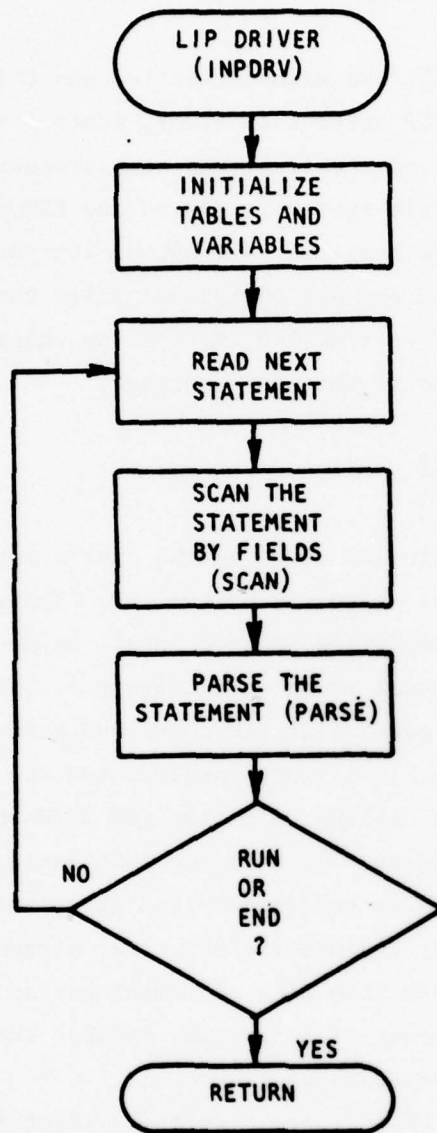 LIP DRIVER
(INPDRV)
INITIALIZE
TABLES AND
VARIABLES
READ NEXT
STATEMENT
SCAN THE
STATEMENT
BY FIELDS
(SCAN)
PARSE THE
STATEMENT (PARSE)
NO
RUN
OR
END
?
YES
RETURN